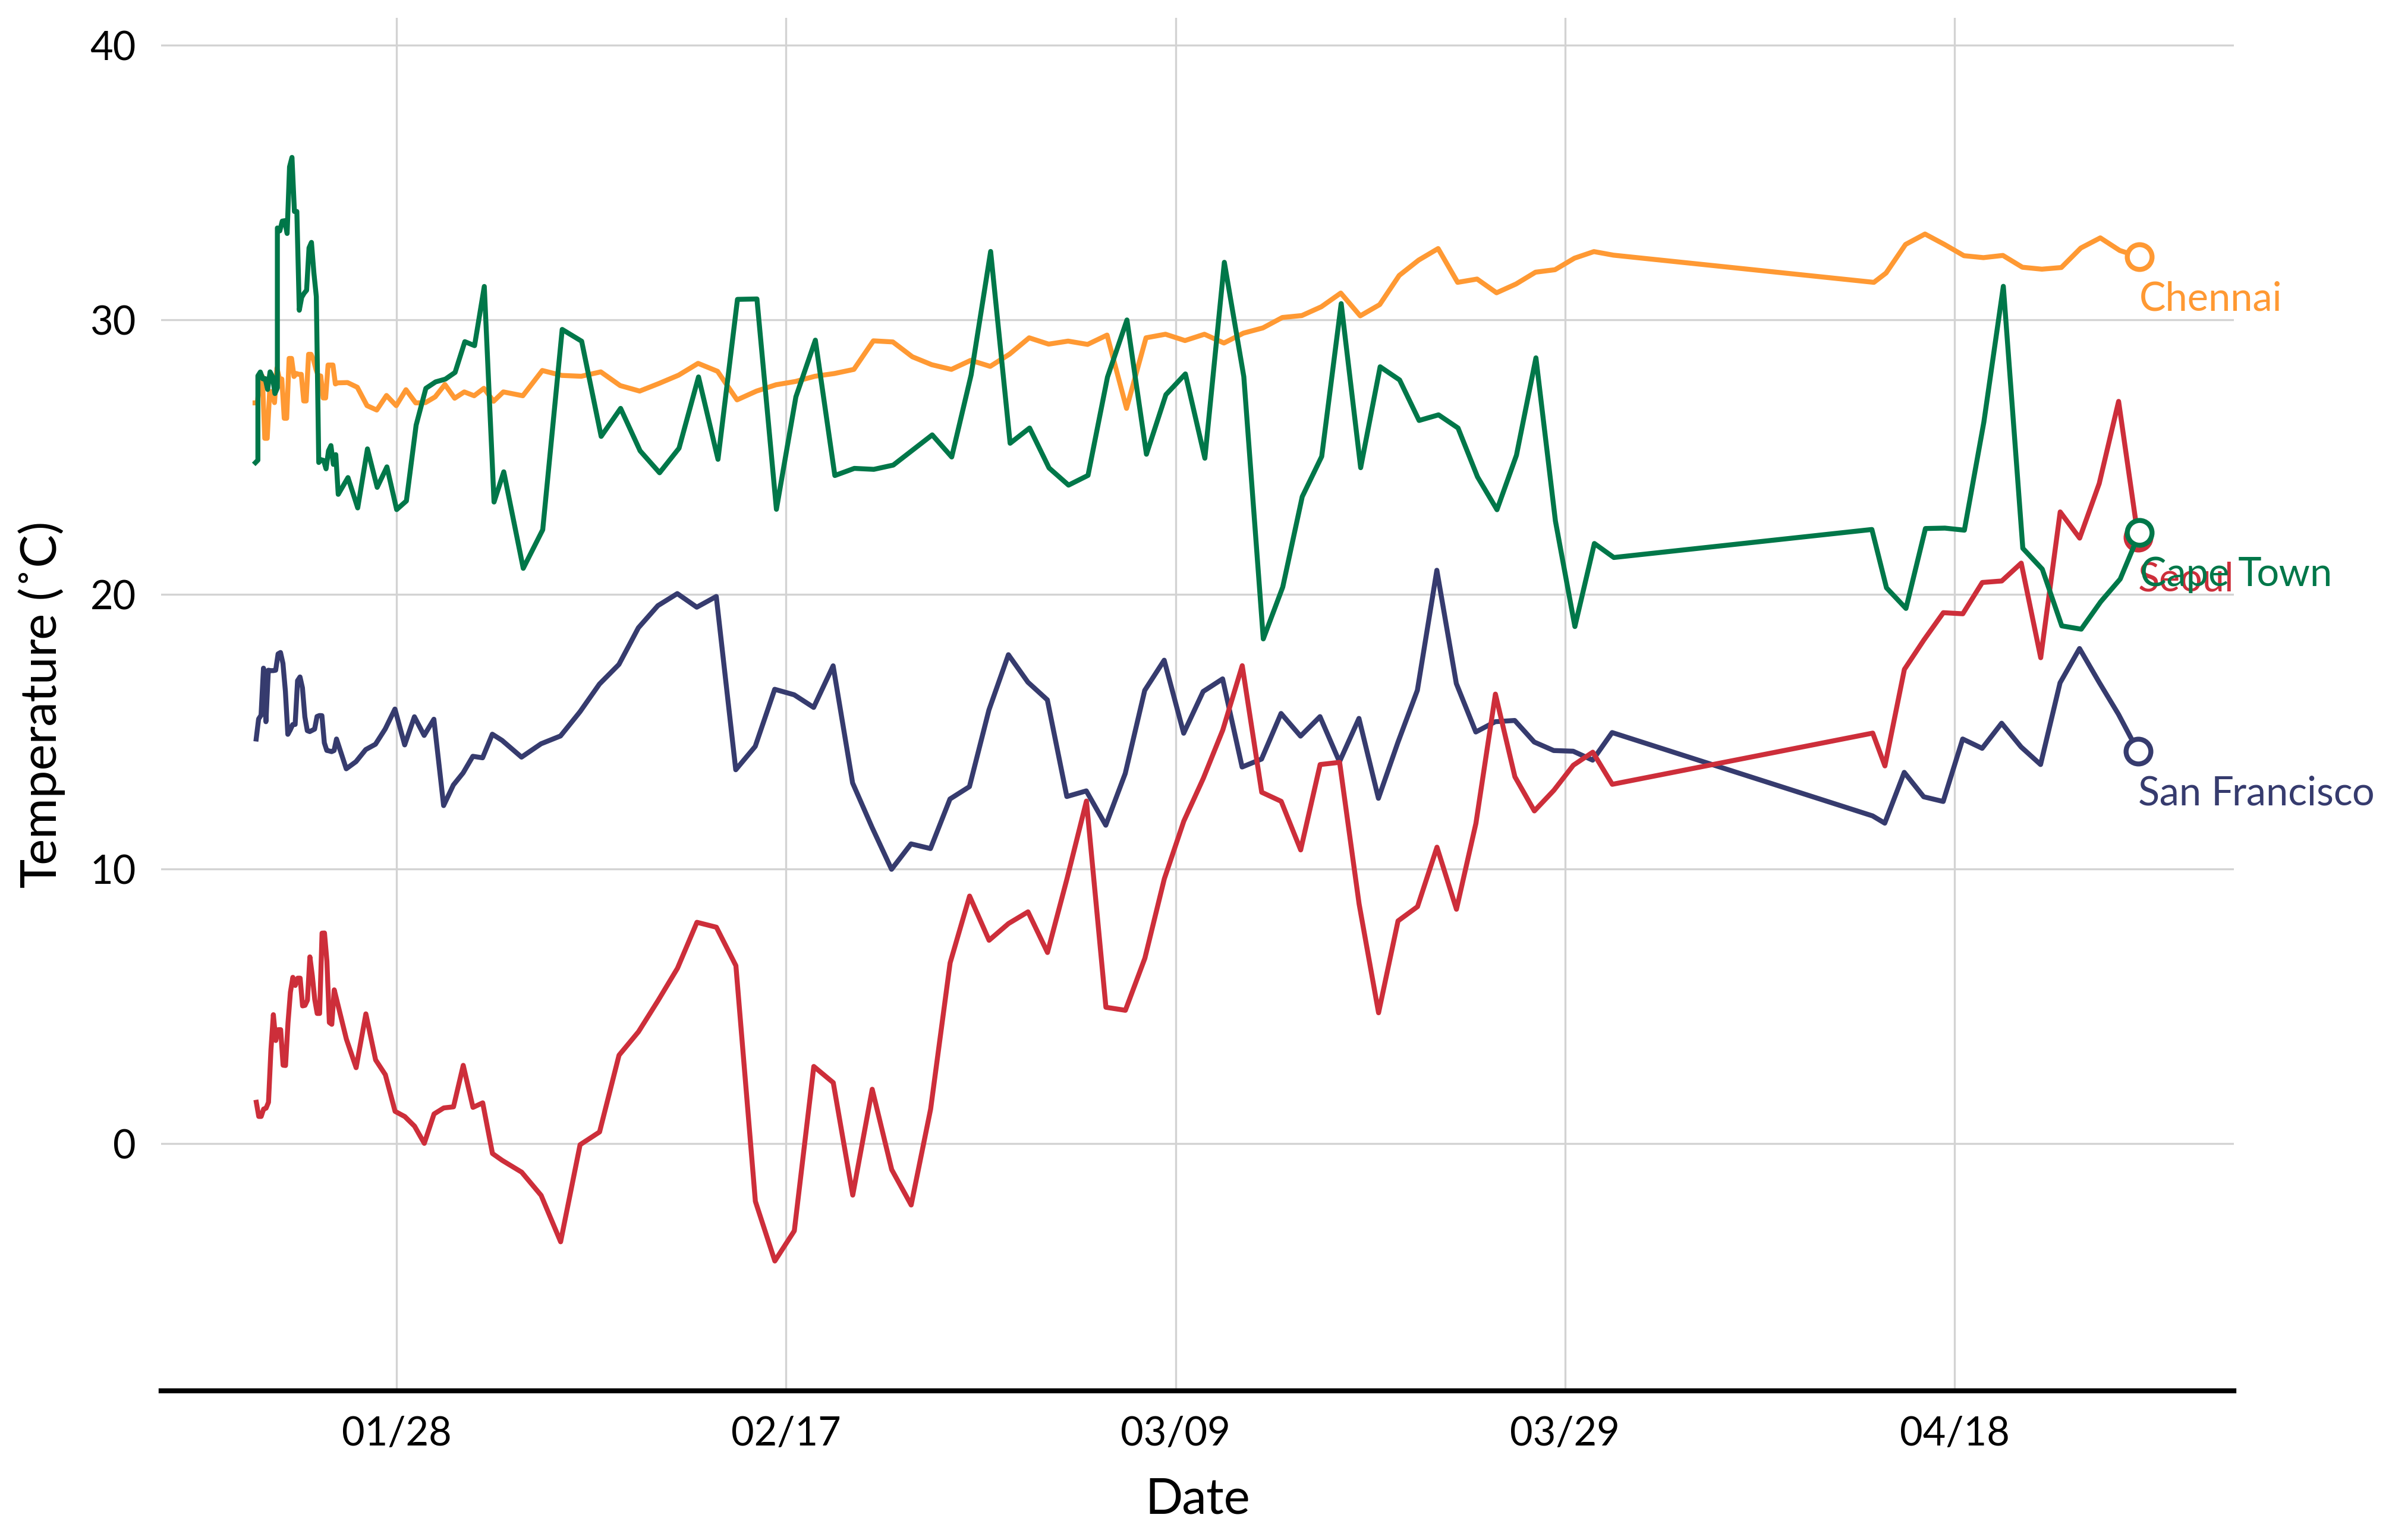 40
30
20
10
0
Temperature (°C)
Chennai
Cape Town
Seoul
San Francisco
01/28
02/17
03/09
03/29
04/18
Date